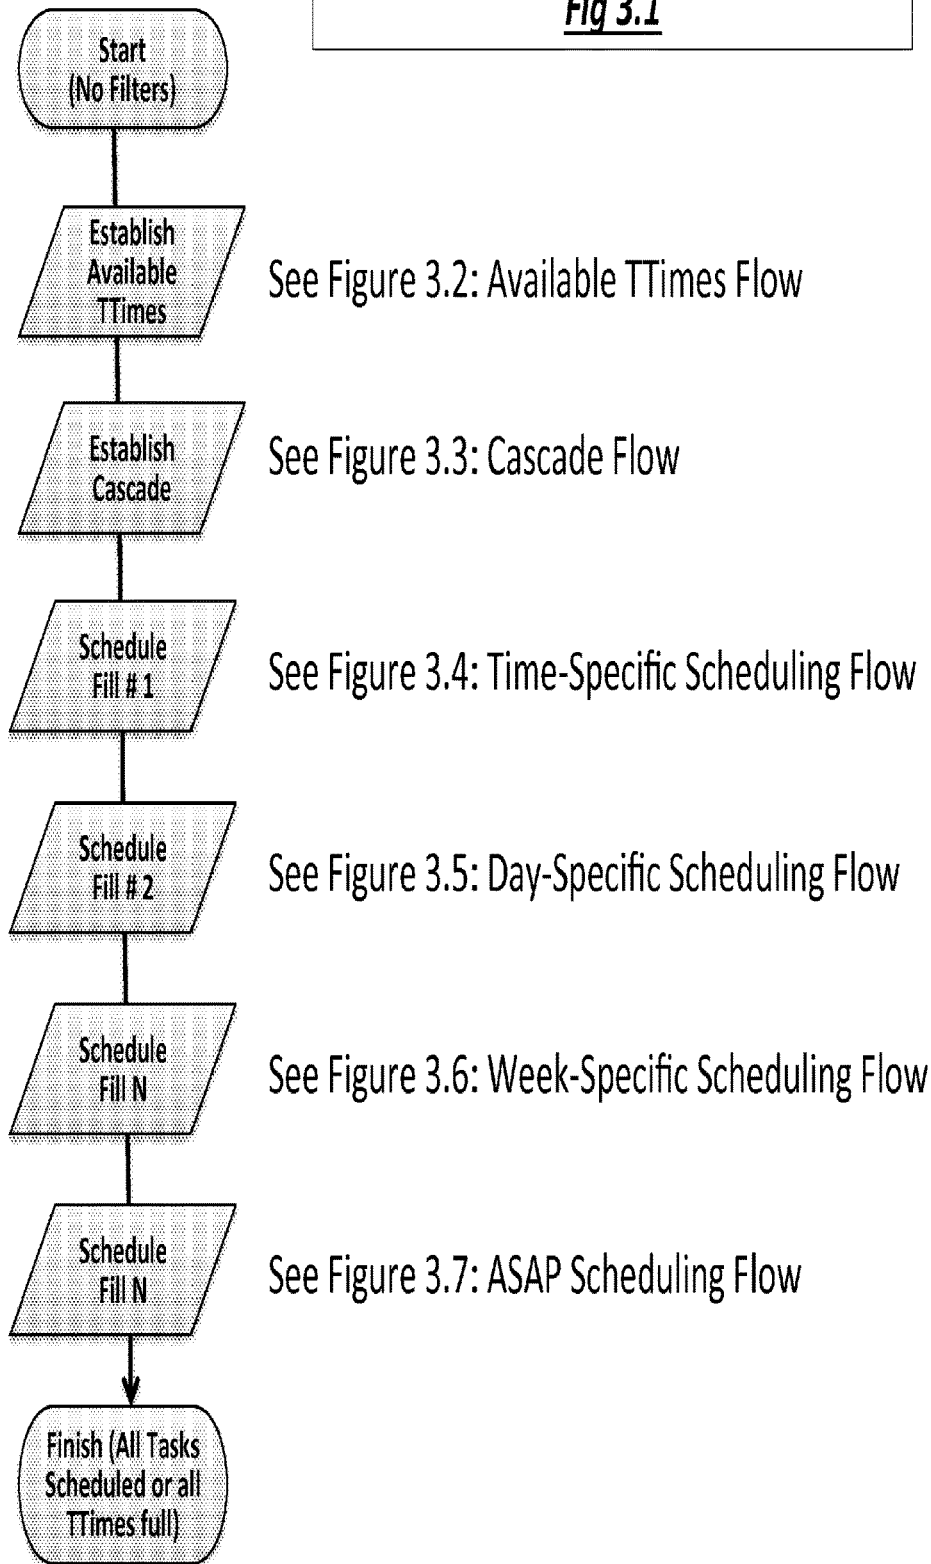 Fig 3.1
Start
(No Filters)
Establish
Available
TTimes
See Figure 3.2: Available TTimes Flow
Establish
Cascade
See Figure 3.3: Cascade Flow
Schedule
Fill # 1
See Figure 3.4: Time-Specific Scheduling Flow
Schedule
Fill # 2
See Figure 3.5: Day-Specific Scheduling Flow
Schedule
Fill N
See Figure 3.6: Week-Specific Scheduling Flow
Schedule
Fill N
See Figure 3.7: ASAP Scheduling Flow
Finish (All Tasks
Scheduled or all
TTimes full)